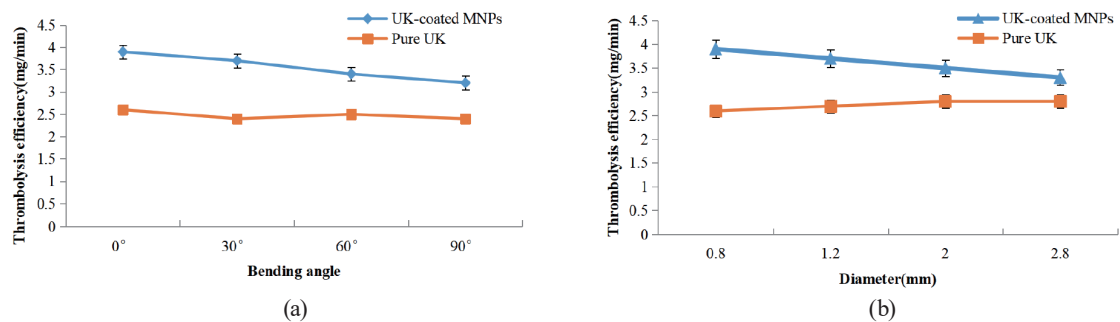 UK-coated MNPs
Pure UK
Thrombolysis efficiency(mg/min)
4.5
4
3.5
3
2.5
2
1.5
1
0.5
0
0° 30° 60° 90°
Bending angle
(a)
UK-coated MNPs
Pure UK
Thrombolysis efficiency(mg/min)
4.5
4
3.5
3
2.5
2
1.5
1
0.5
0
0.8 1.2 2 2.8
Diameter(mm)
(b)